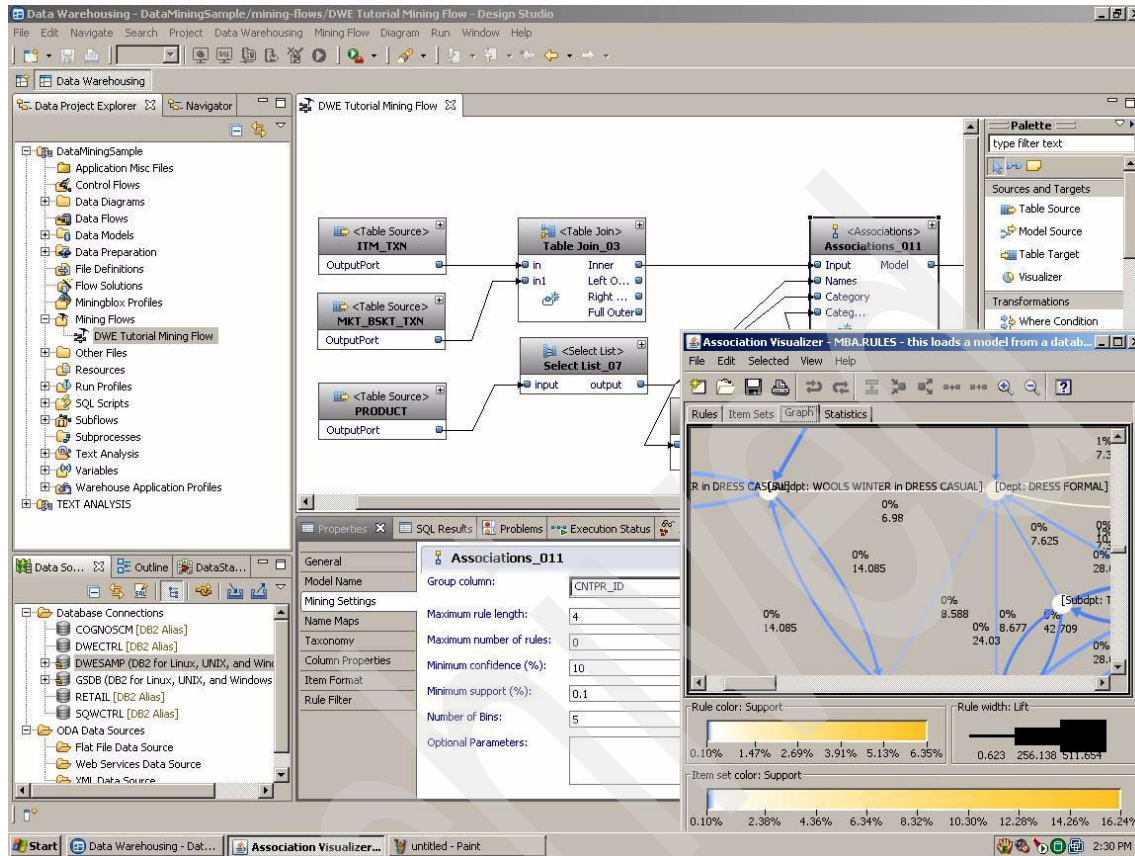 Data Warehousing - DataMiningSample/mining-flows/DWE Tutorial Mining Flow - Design Studio
File Edit Navigate Search Project Data Warehousing Mining Flow Diagram Run Window Help
Data Warehousing
Data Project Explorer
Navigator
DataMiningSample
Application Misc Files
Control Flows
Data Diagrams
Data Flows
Data Models
Data Preparation
File Definitions
Flow Solutions
Miningblox Profiles
Mining Flows
DWE Tutorial Mining Flow
Other Files
Resources
Run Profiles
SQL Scripts
Subflows
Subprocesses
Text Analysis
Variables
Warehouse Application Profiles
TEXT ANALYSIS
Data So...
Outline
DataSta...
Database Connections
COGNOSCM [DB2 Alias]
DWECTRL [DB2 Alias]
DWESAMP (DB2 for Linux, UNIX, and Wind
GSDB (DB2 for Linux, UNIX, and Windows
RETAIL [DB2 Alias]
SQWCTRL [DB2 Alias]
ODA Data Sources
Flat File Data Source
Web Services Data Source
XML Data Source
DWE Tutorial Mining Flow
<Table Source>
ITM_TXN
OutputPort
<Table Source>
MKT_BSKT_TXN
OutputPort
<Table Source>
PRODUCT
OutputPort
<Table Join>
Table Join_03
in Inner
in1 Left O...
Right ...
Full Outer
<Select List>
Select List_07
input output
<Associations>
Associations_011
Input Model
Names
Category
Categ...
Palette
type filter text
Sources and Targets
Table Source
Model Source
Table Target
Visualizer
Transformations
Where Condition
Properties
SQL Results
Problems
Execution Status
General
Model Name
Mining Settings
Name Maps
Taxonomy
Column Properties
Item Format
Rule Filter
Associations_011
Group column: CNTPR_ID
Maximum rule length: 4
Maximum number of rules: 0
Minimum confidence (%): 10
Minimum support (%): 0.1
Number of Bins: 5
Optional Parameters:
Association Visualizer - MBA.RULES - this loads a model from a datab...
File Edit Selected View Help
Rules Item Sets Graph Statistics
1%
7.3
[Subdpt: WOOLS WINTER in DRESS CASUAL]
[Dept: DRESS FORMAL]
0%
6.98
0%
7.625
0%
28.
0%
14.085
0%
14.085
0%
8.588
0%
8.677
0%
24.03
0%
42.709
[Subdpt: T
0%
28.
Rule color: Support
0.10% 1.47% 2.69% 3.91% 5.13% 6.35%
Rule width: Lift
0.623 256.138 511.654
Item set color: Support
0.10% 2.38% 4.36% 6.34% 8.32% 10.30% 12.28% 14.26% 16.24%
Start
Data Warehousing - Dat...
Association Visualizer...
untitled - Paint
2:30 PM